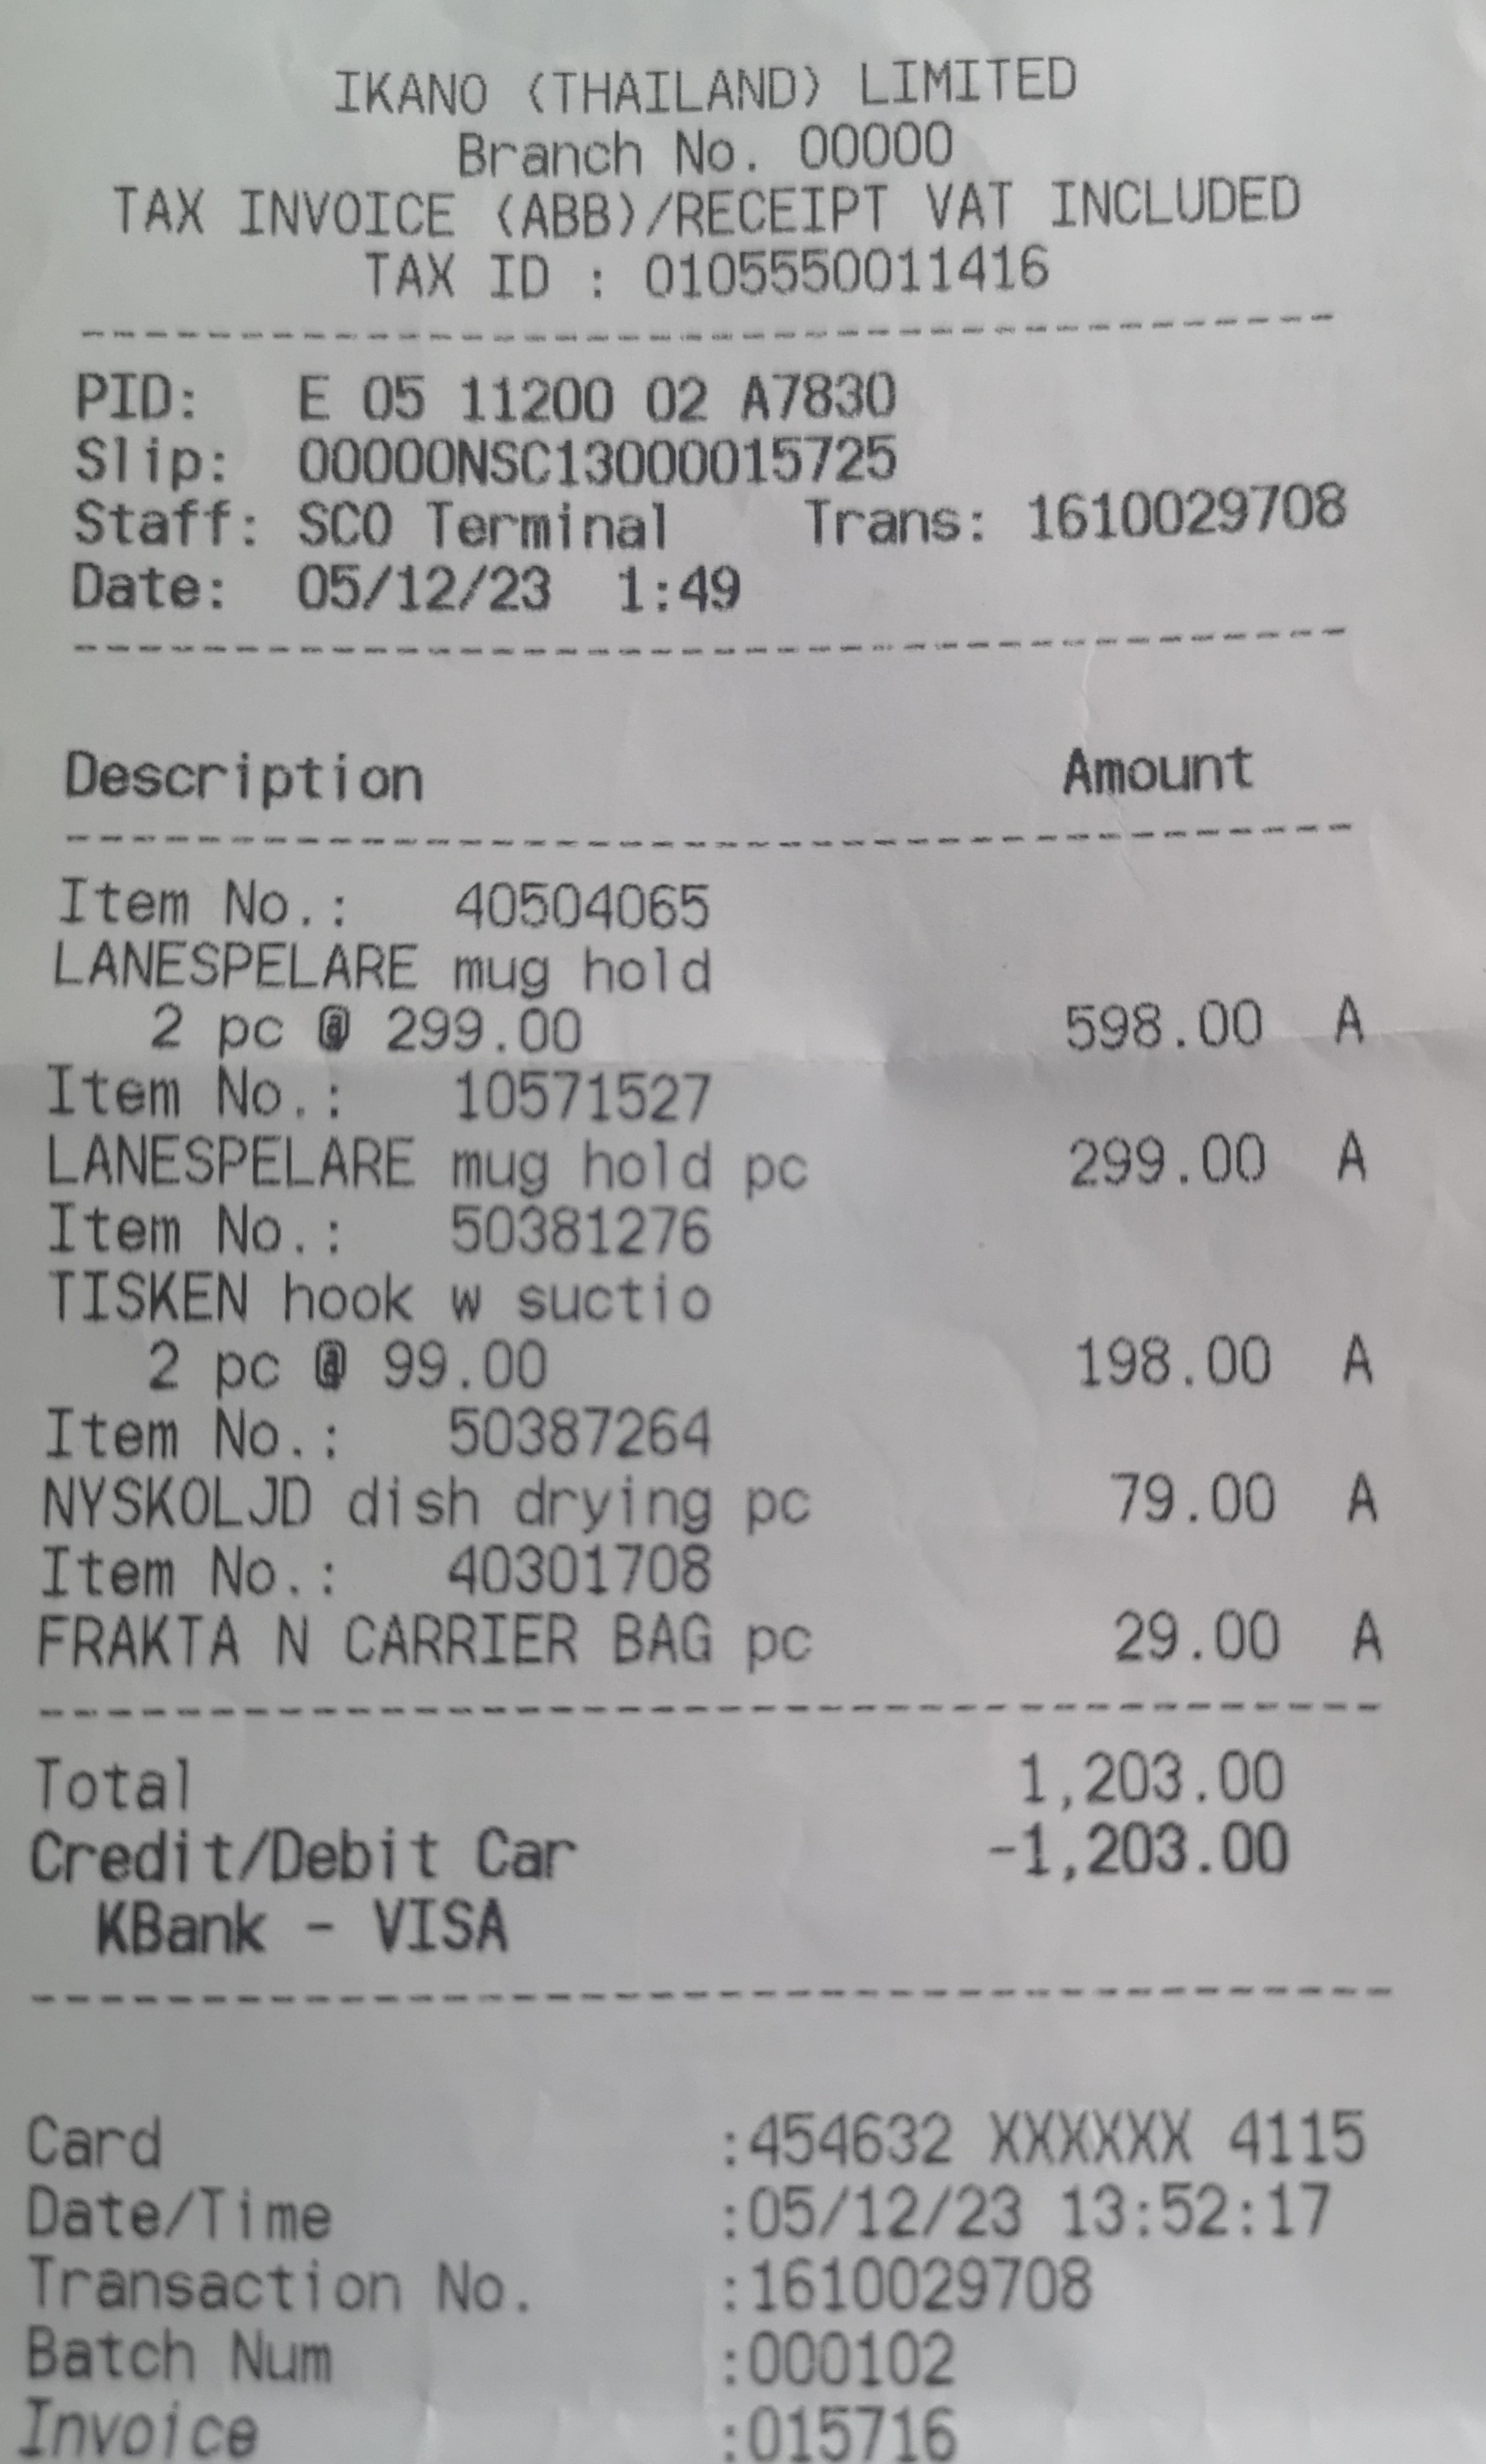 IKANO (THAILAND) LIMITED
Branch No. 00000
TAX INVOICE (ABB)/RECEIPT VAT INCLUDED
TAX ID : 0105550011416
PID: E 05 11200 02 A7830
Slip: 00000NSC13000015725
Staff: SCO Terminal Trans: 1610029708
Date: 05/12/23 1:49
Description Amount
Item No.: 40504065
LANESPELARE mug hold
2 pc @ 299.00 598.00 A
Item No.: 10571527
LANESPELARE mug hold pc 299.00 A
Item No.: 50381276
TISKEN hook w suctio
2 pc @ 99.00 198.00 A
Item No.: 50387264
NYSKOLJD dish drying pc 79.00 A
Item No.: 40301708
FRAKTA N CARRIER BAG pc 29.00 A
Total 1,203.00
Credit/Debit Car -1,203.00
KBank - VISA
Card :454632 XXXXXX 4115
Date/Time :05/12/23 13:52:17
Transaction No. :1610029708
Batch Num :000102
Invoice :015716